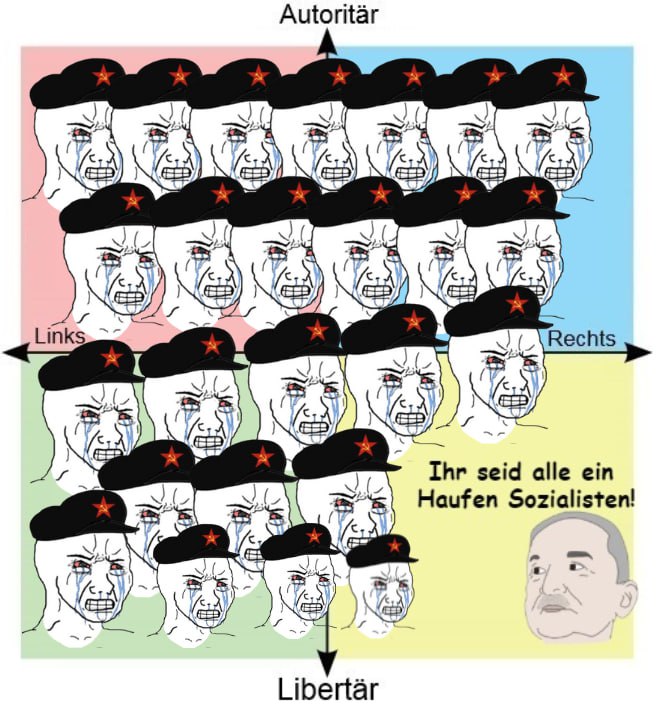 Autoritär
Links
Rechts
Ihr seid alle ein
Haufen Sozialisten!
Libertär